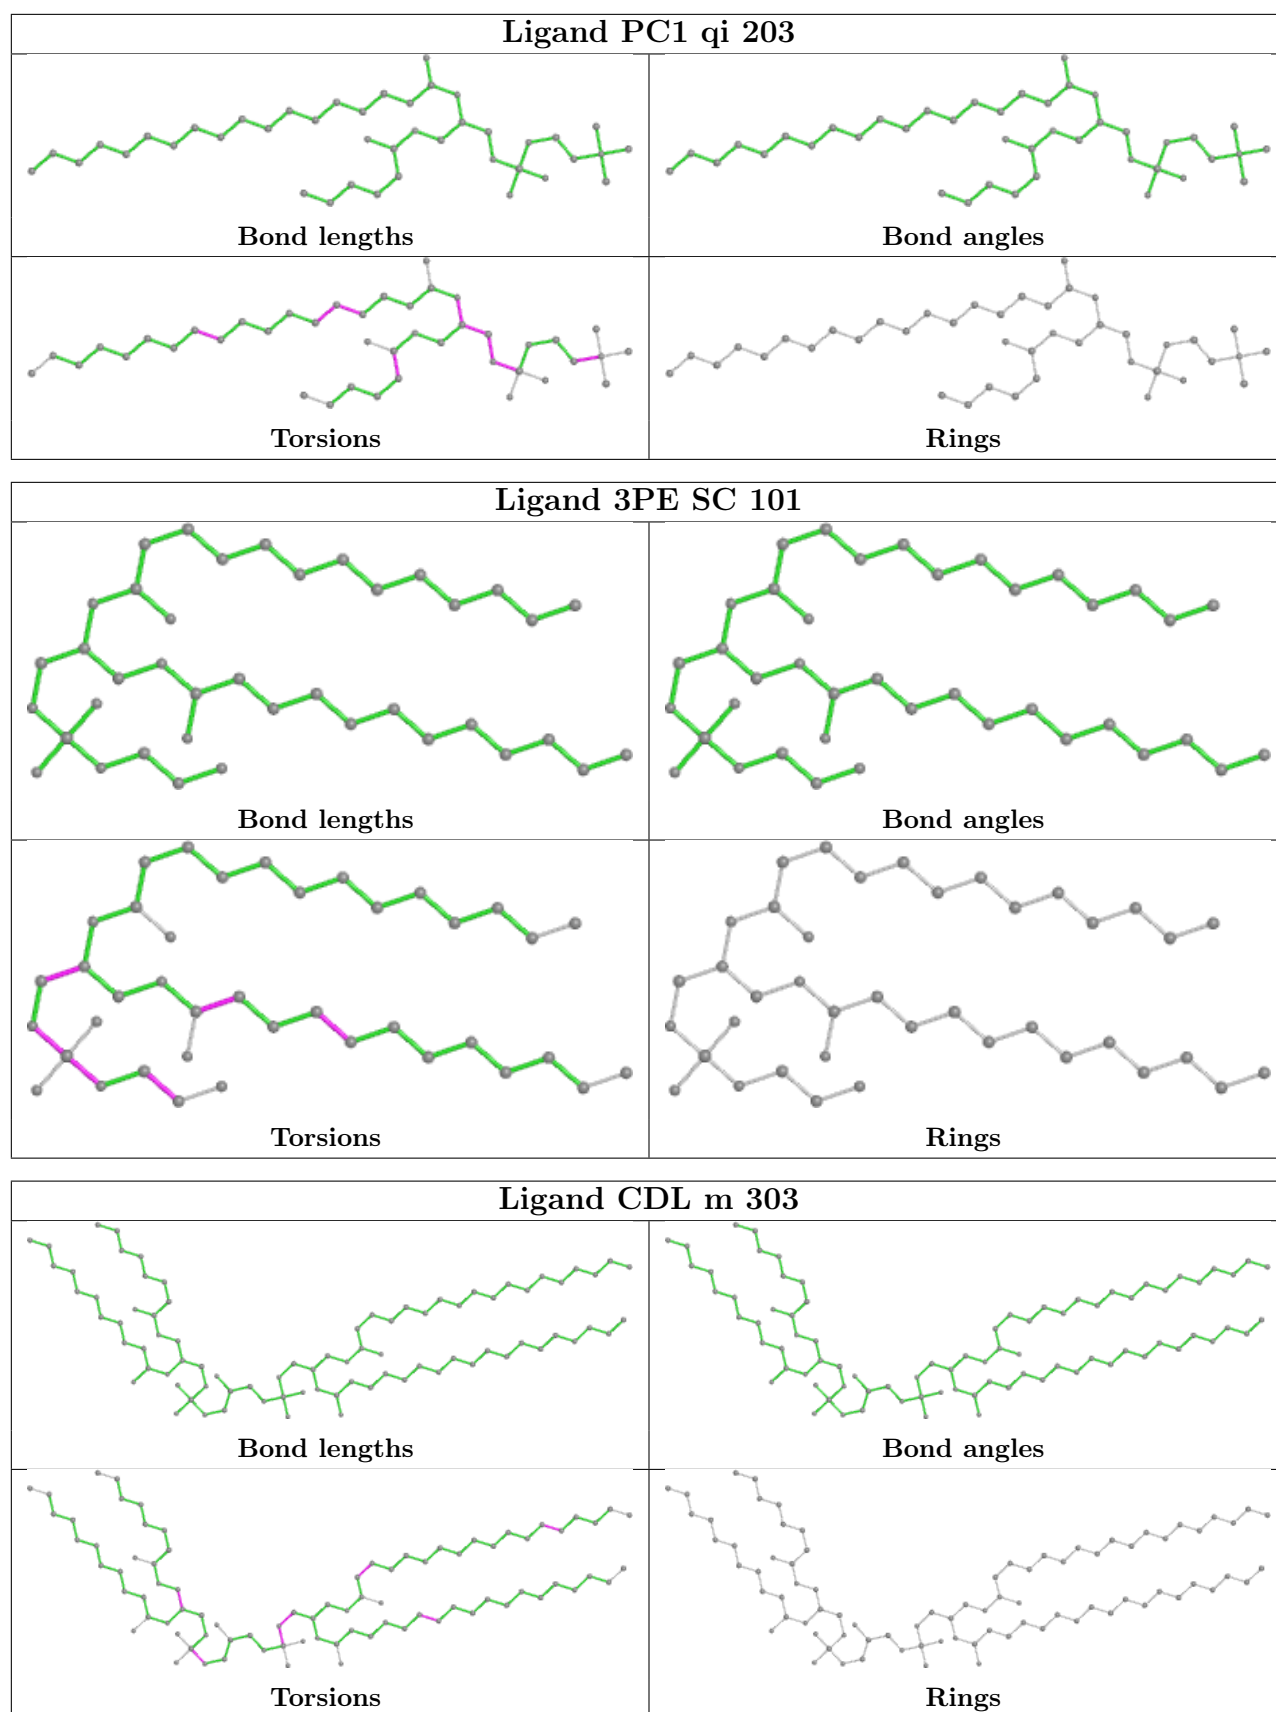 Ligand PC1 qi 203
Bond lengths
Bond angles
Torsions
Rings
Ligand 3PE SC 101
Bond lengths
Bond angles
Torsions
Rings
Ligand CDL m 303
Bond lengths
Bond angles
Torsions
Rings